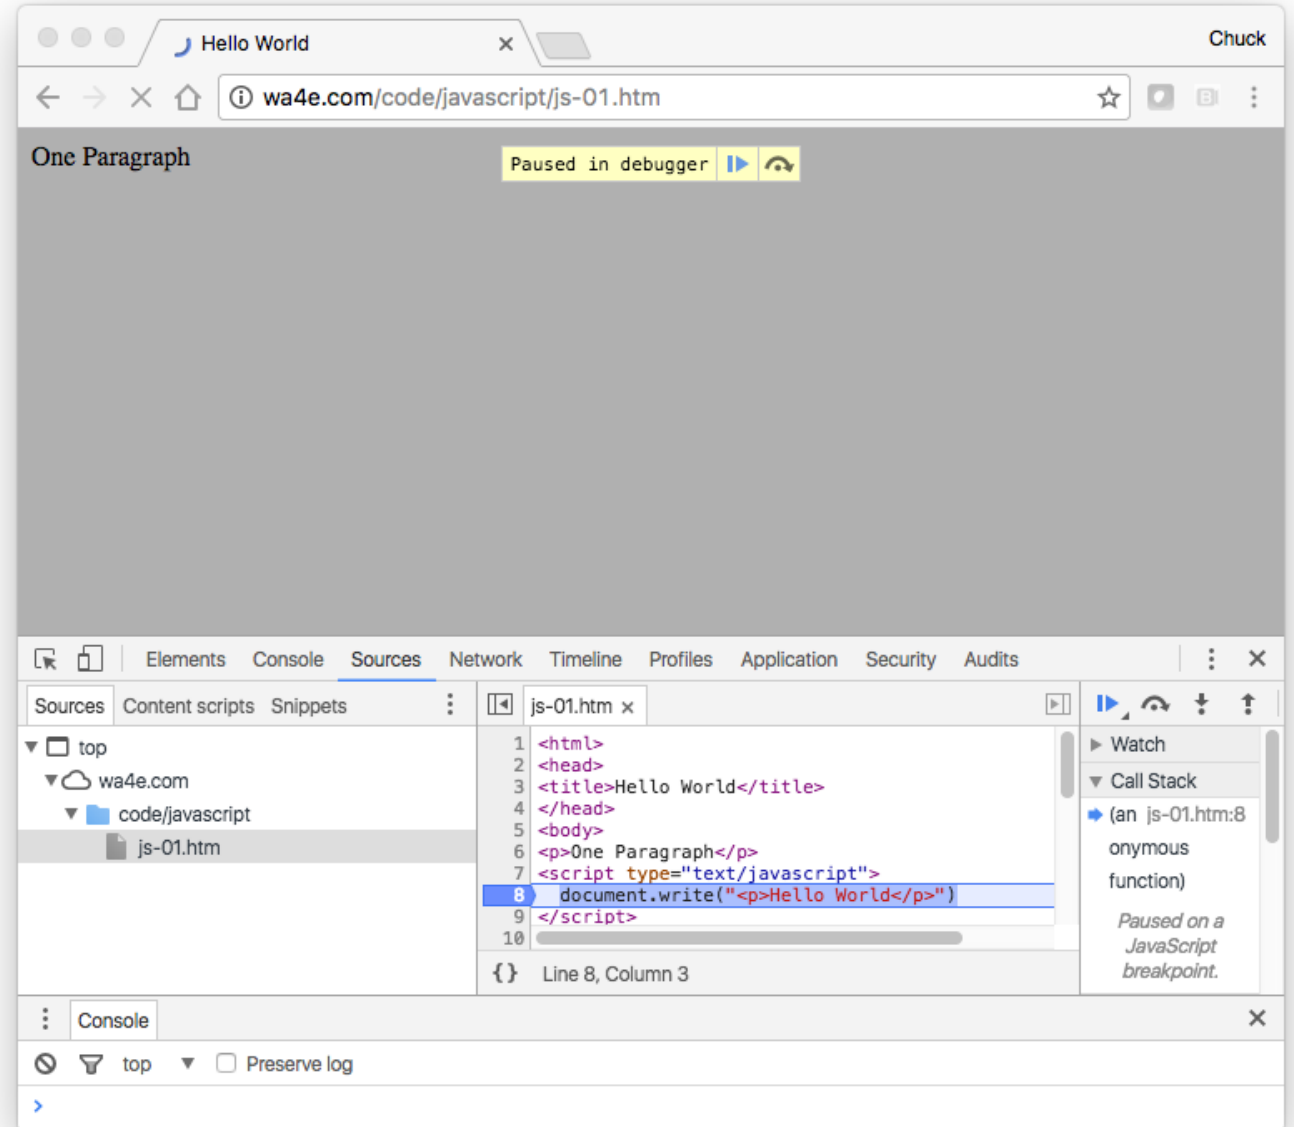 Hello World
Chuck
wa4e.com/code/javascript/js-01.htm
One Paragraph
Paused in debugger
Elements Console Sources Network Timeline Profiles Application Security Audits
Sources Content scripts Snippets
js-01.htm
top
wa4e.com
code/javascript
js-01.htm
1 <html>
2 <head>
3 <title>Hello World</title>
4 </head>
5 <body>
6 <p>One Paragraph</p>
7 <script type="text/javascript">
8 document.write("<p>Hello World</p>")
9 </script>
10
{} Line 8, Column 3
Watch
Call Stack
(an js-01.htm:8
onymous
function)
Paused on a
JavaScript
breakpoint.
Console
top Preserve log